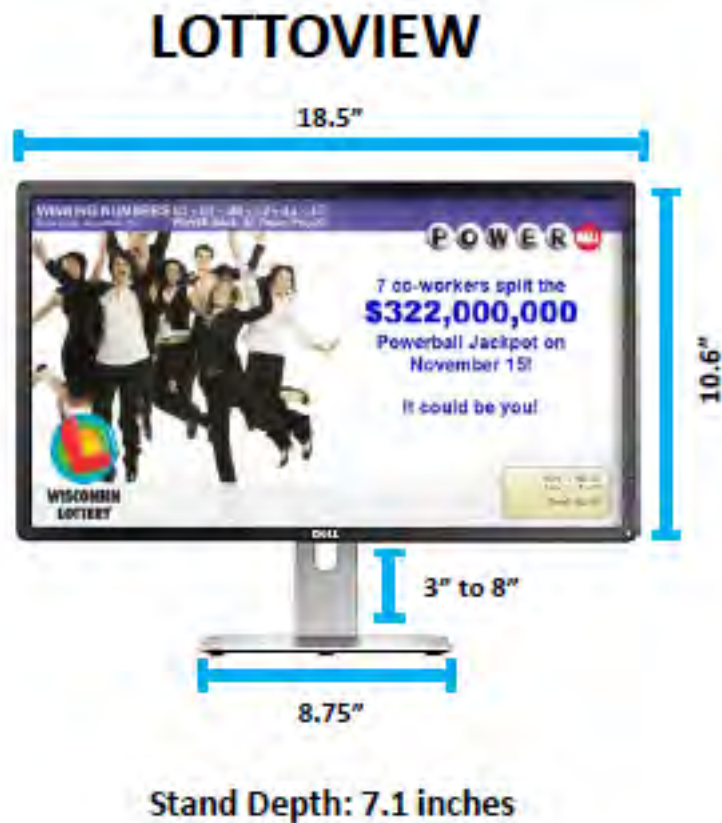 LOTTOVIEW
18.5"
WINNING NUMBERS
POWER
7 co-workers split the
$322,000,000
Powerball Jackpot on
November 15!
It could be you!
10.6"
WISCONSIN
LOTTERY
DELL
3" to 8"
8.75"
Stand Depth: 7.1 inches